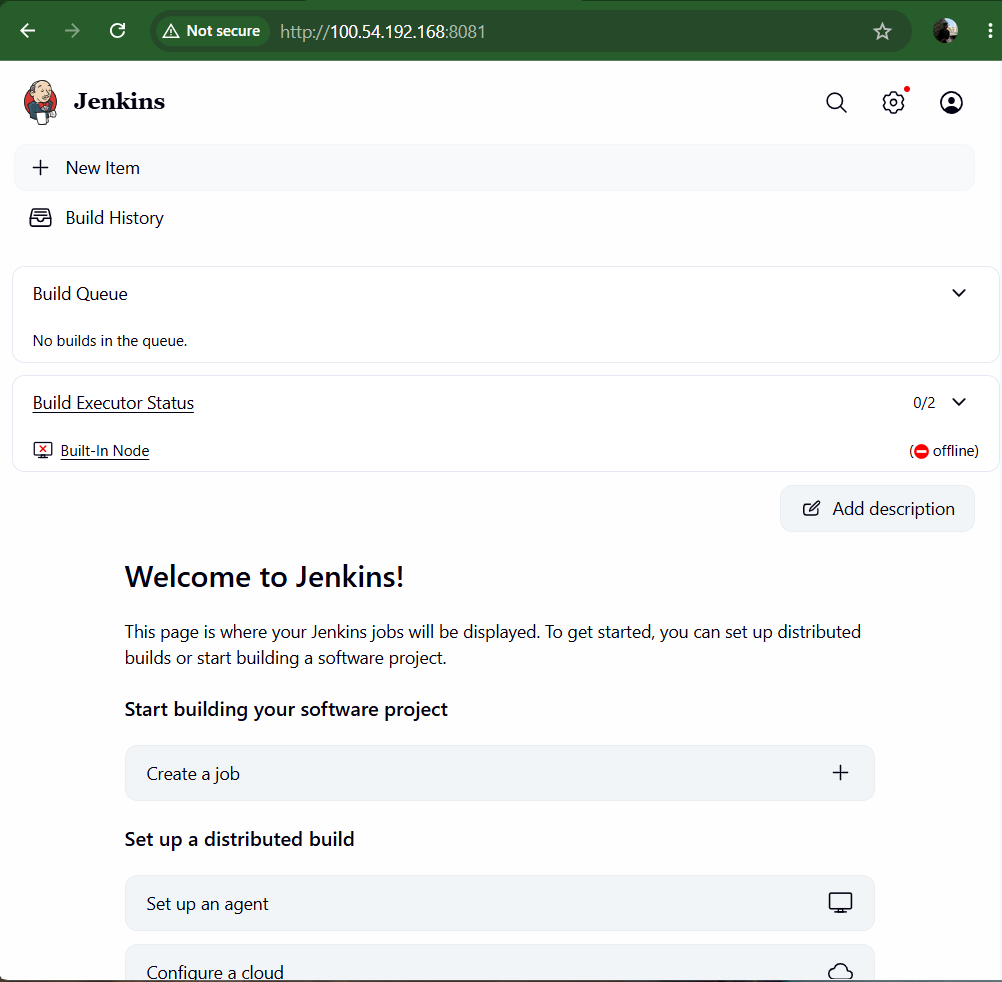 Not secure http://100.54.192.168:8081
Jenkins
New Item
Build History
Build Queue
No builds in the queue.
Build Executor Status 0/2
Built-In Node (offline)
Add description
Welcome to Jenkins!
This page is where your Jenkins jobs will be displayed. To get started, you can set up distributed
builds or start building a software project.
Start building your software project
Create a job
Set up a distributed build
Set up an agent
Configure a cloud